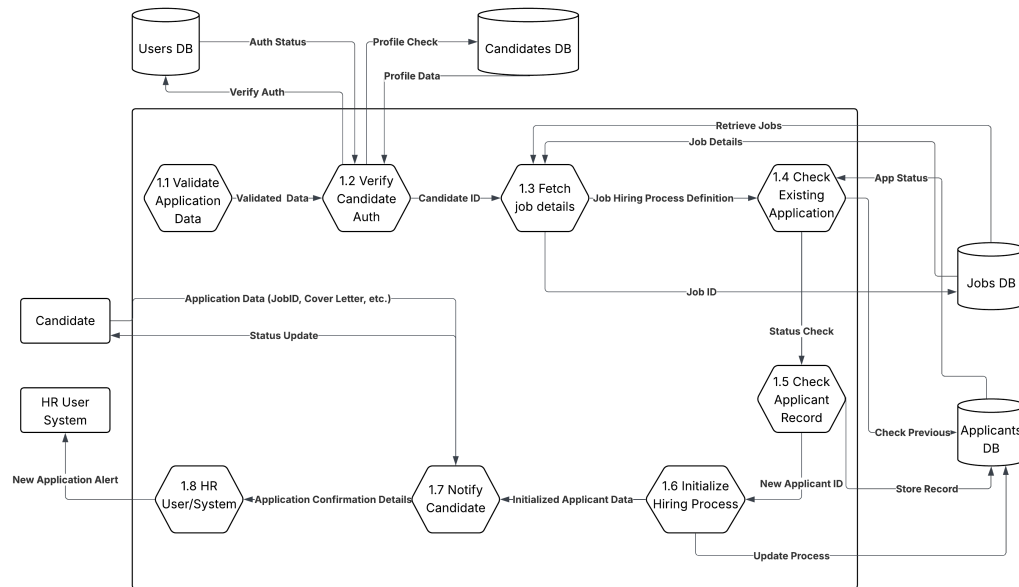 Users DB
Auth Status
Profile Check
Candidates DB
Profile Data
Verify Auth
Retrieve Jobs
Job Details
1.1 Validate
Application
Data
Validated Data
1.2 Verify
Candidate
Auth
Candidate ID
1.3 Fetch
job details
Job Hiring Process Definition
1.4 Check
Existing
Application
App Status
Jobs DB
Job ID
Application Data (JobID, Cover Letter, etc.)
Candidate
Status Update
Status Check
1.5 Check
Applicant
Record
HR User
System
Check Previous
Applicants
DB
New Application Alert
1.8 HR
User/System
Application Confirmation Details
1.7 Notify
Candidate
Initialized Applicant Data
1.6 Initialize
Hiring Process
New Applicant ID
Store Record
Update Process